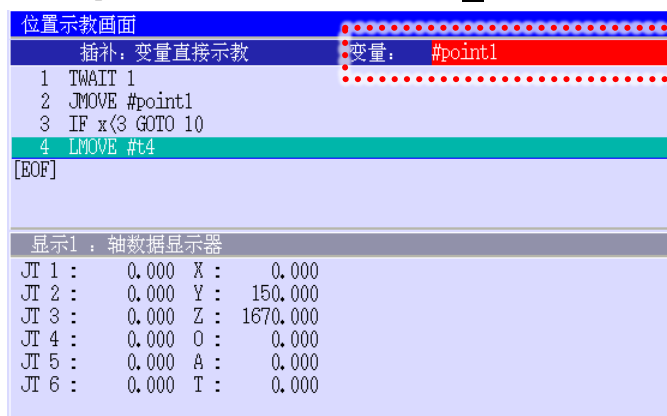 位置示教画面
插补：变量直接示教 变量： #point1
1 TWAIT 1
2 JMOVE #point1
3 IF x<3 GOTO 10
4 LMOVE #t4
[EOF]
显示1 ：轴数据显示器
JT 1 : 0.000 X : 0.000
JT 2 : 0.000 Y : 150.000
JT 3 : 0.000 Z : 1670.000
JT 4 : 0.000 O : 0.000
JT 5 : 0.000 A : 0.000
JT 6 : 0.000 T : 0.000